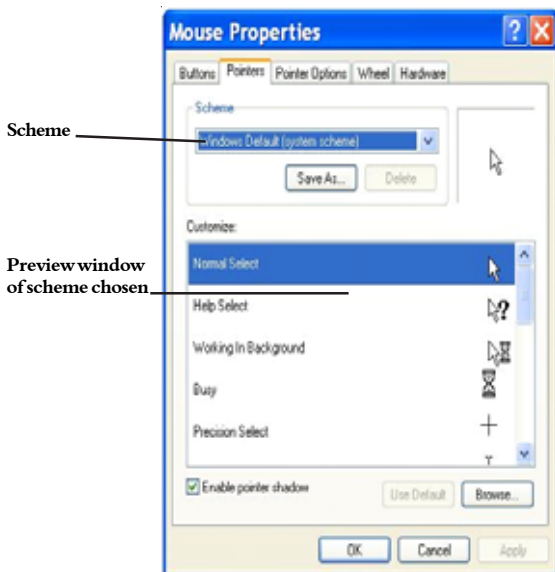 Mouse Properties
Buttons Pointers Pointer Options Wheel Hardware
Scheme
Scheme
Windows Default (system scheme)
Save As... Delete
Customize:
Preview window
of scheme chosen
Normal Select
Help Select
Working In Background
Busy
Precision Select
Enable pointer shadow
Use Default Browse...
OK Cancel Apply